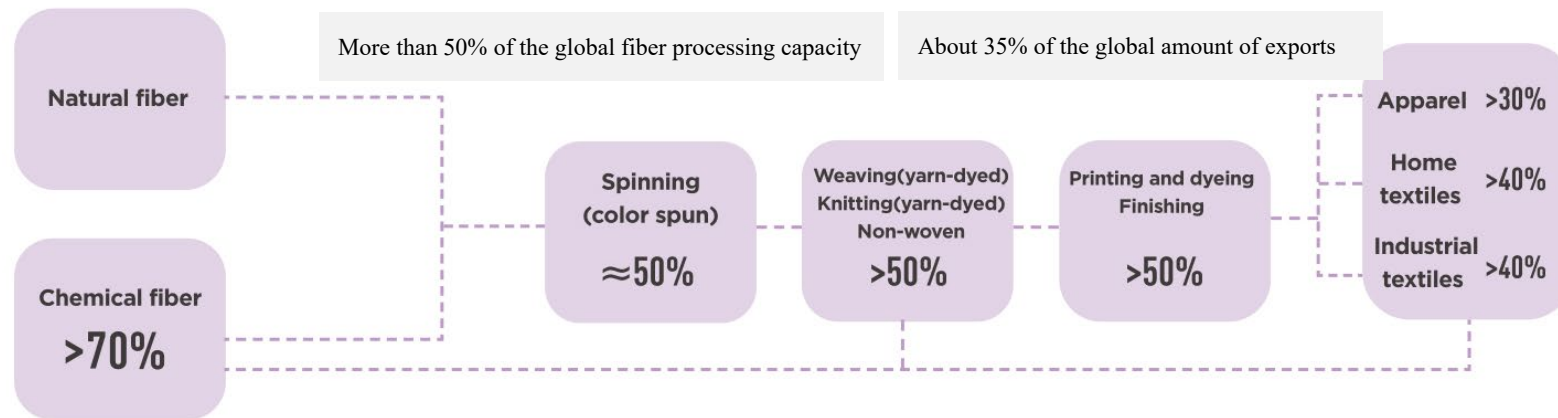 More than 50% of the global fiber processing capacity
About 35% of the global amount of exports
Natural fiber
Chemical fiber
>70%
Spinning
(color spun)
≈50%
Weaving(yarn-dyed)
Knitting(yarn-dyed)
Non-woven
>50%
Printing and dyeing
Finishing
>50%
Apparel >30%
Home
textiles >40%
Industrial
textiles >40%